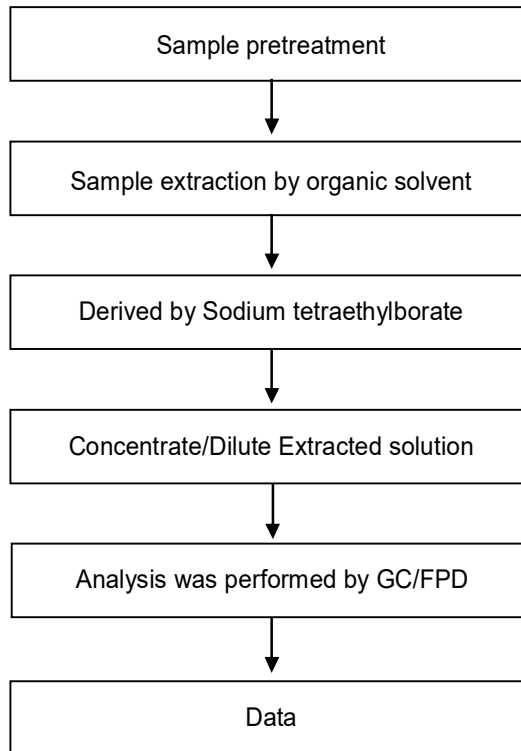 Sample pretreatment
Sample extraction by organic solvent
Derived by Sodium tetraethylborate
Concentrate/Dilute Extracted solution
Analysis was performed by GC/FPD
Data